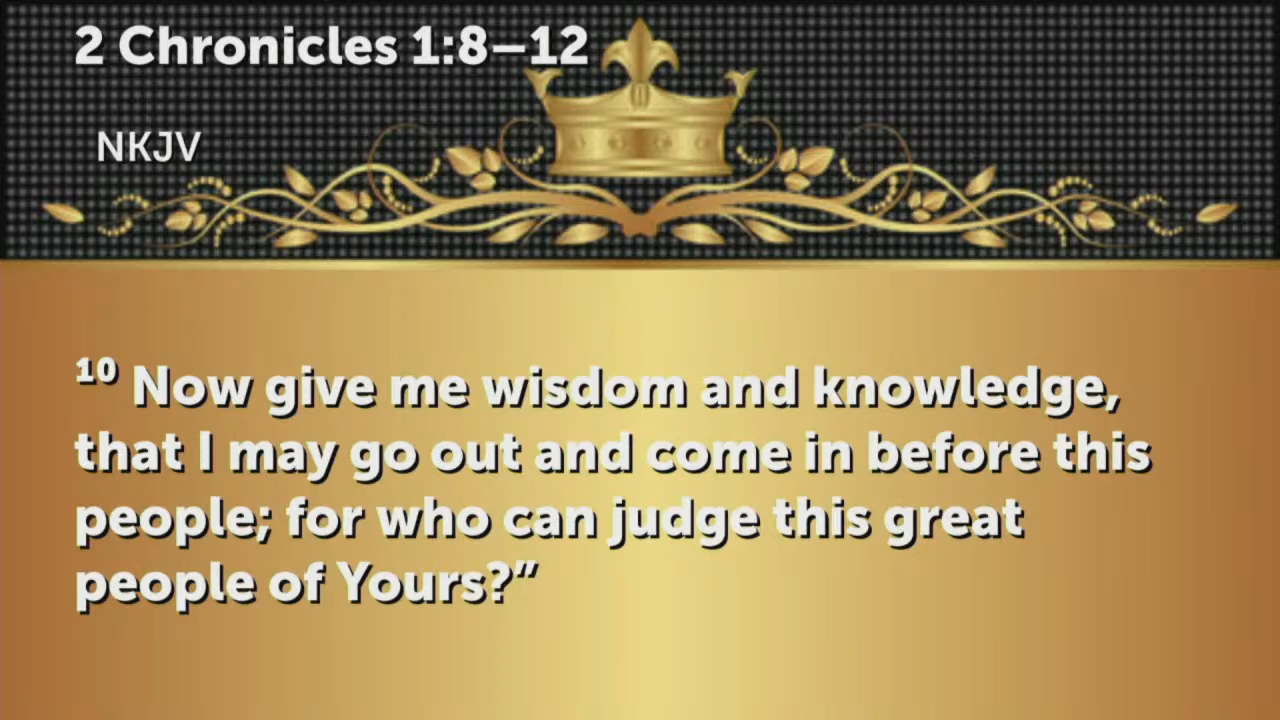 2 Chronicles 1:8–12
NKJV
10 Now give me wisdom and knowledge,
that I may go out and come in before this
people; for who can judge this great
people of Yours?”